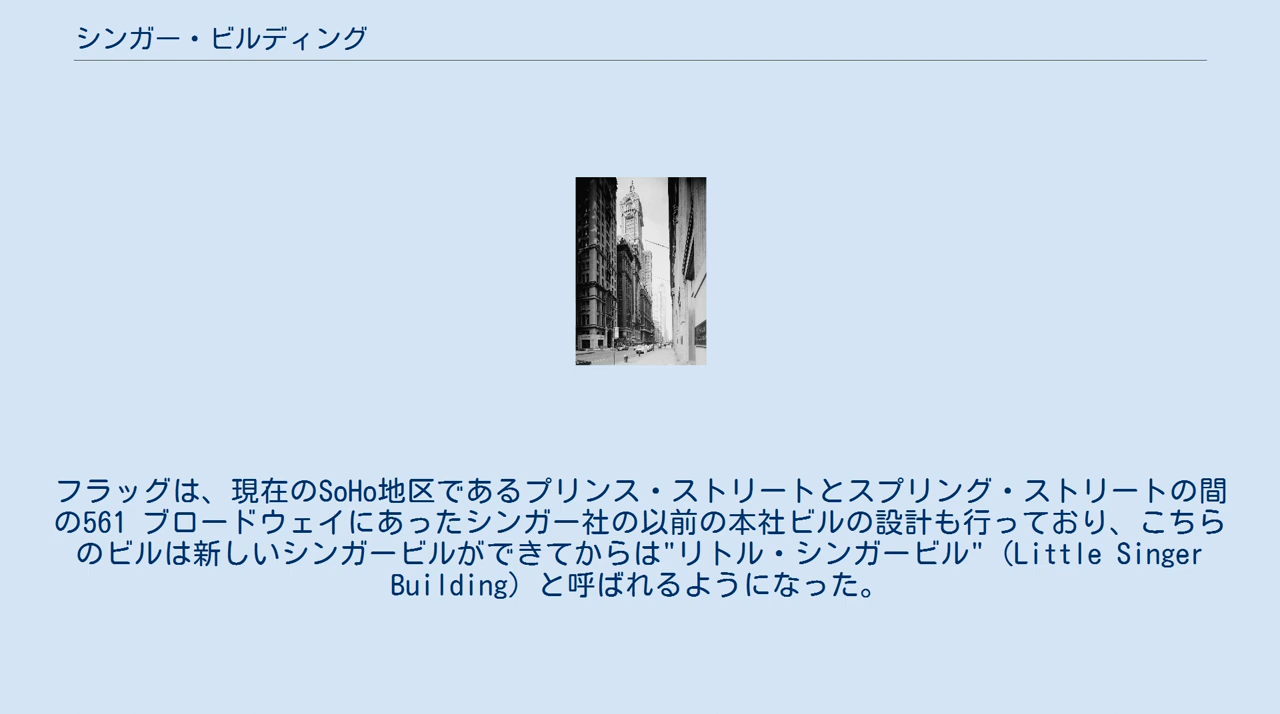 シンガー・ビルディング
フラッグは、現在のSoHo地区であるプリンス・ストリートとスプリング・ストリートの間
の561 ブロードウェイにあったシンガー社の以前の本社ビルの設計も行っており、こちら
のビルは新しいシンガービルができてからは"リトル・シンガービル" (Little Singer
Building) と呼ばれるようになった。